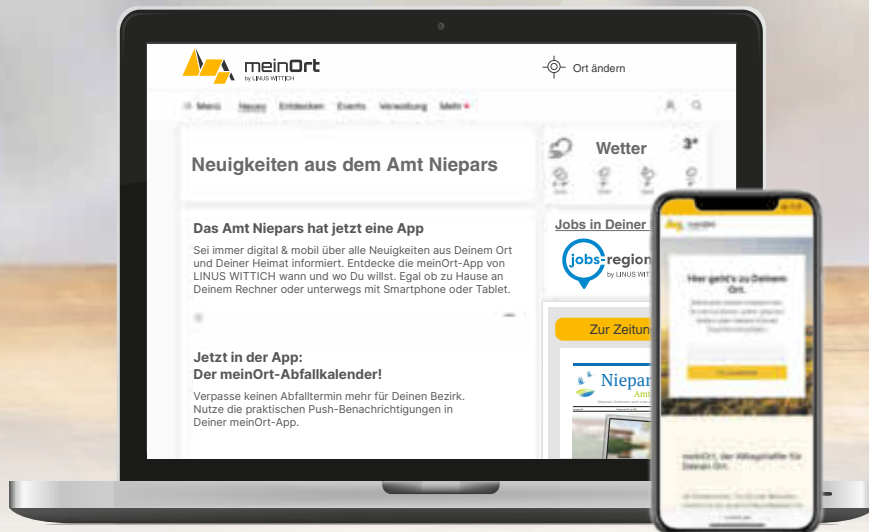 meinOrt
by LINUS WITTICH
Ort ändern
Menü Neues Entdecken Events Verwaltung Mehr
Neuigkeiten aus dem Amt Niepars
Wetter
3°
Das Amt Niepars hat jetzt eine App
Sei immer digital & mobil über alle Neuigkeiten aus Deinem Ort
und Deiner Heimat informiert. Entdecke die meinOrt-App von
LINUS WITTICH wann und wo Du willst. Egal ob zu Hause an
Deinem Rechner oder unterwegs mit Smartphone oder Tablet.
Jetzt in der App:
Der meinOrt-Abfallkalender!
Verpasse keinen Abfalltermin mehr für Deinen Bezirk.
Nutze die praktischen Push-Benachrichtigungen in
Deiner meinOrt-App.
Jobs in Deiner
jobs-region
by LINUS WIT
Zur Zeitun
Niepar
Amt
Hier geht's zu Deinem
Ort.
meinOrt, der Alltagshelfer für
Deinen Ort.